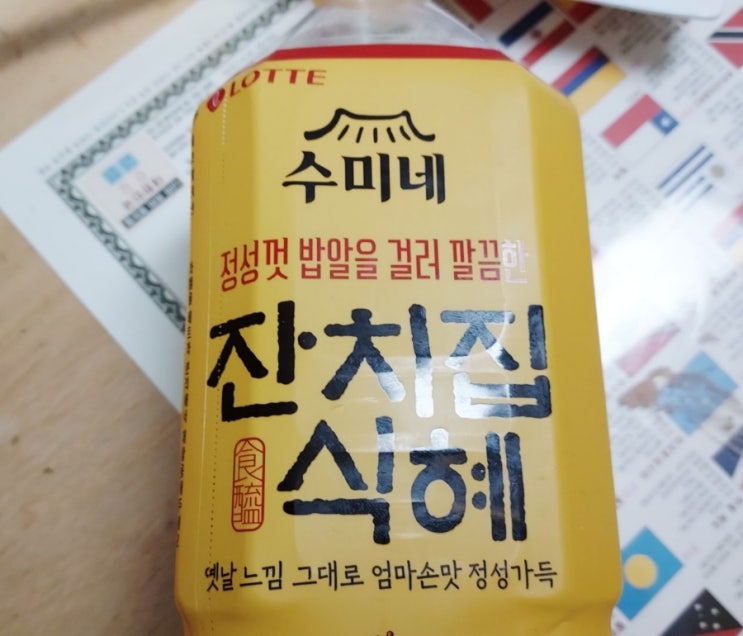 LOTTE
수미네
정성껏 밥알을 걸러 깔끔한
잔치집
식혜
食醯
옛날 느낌 그대로 엄마손맛 정성가득